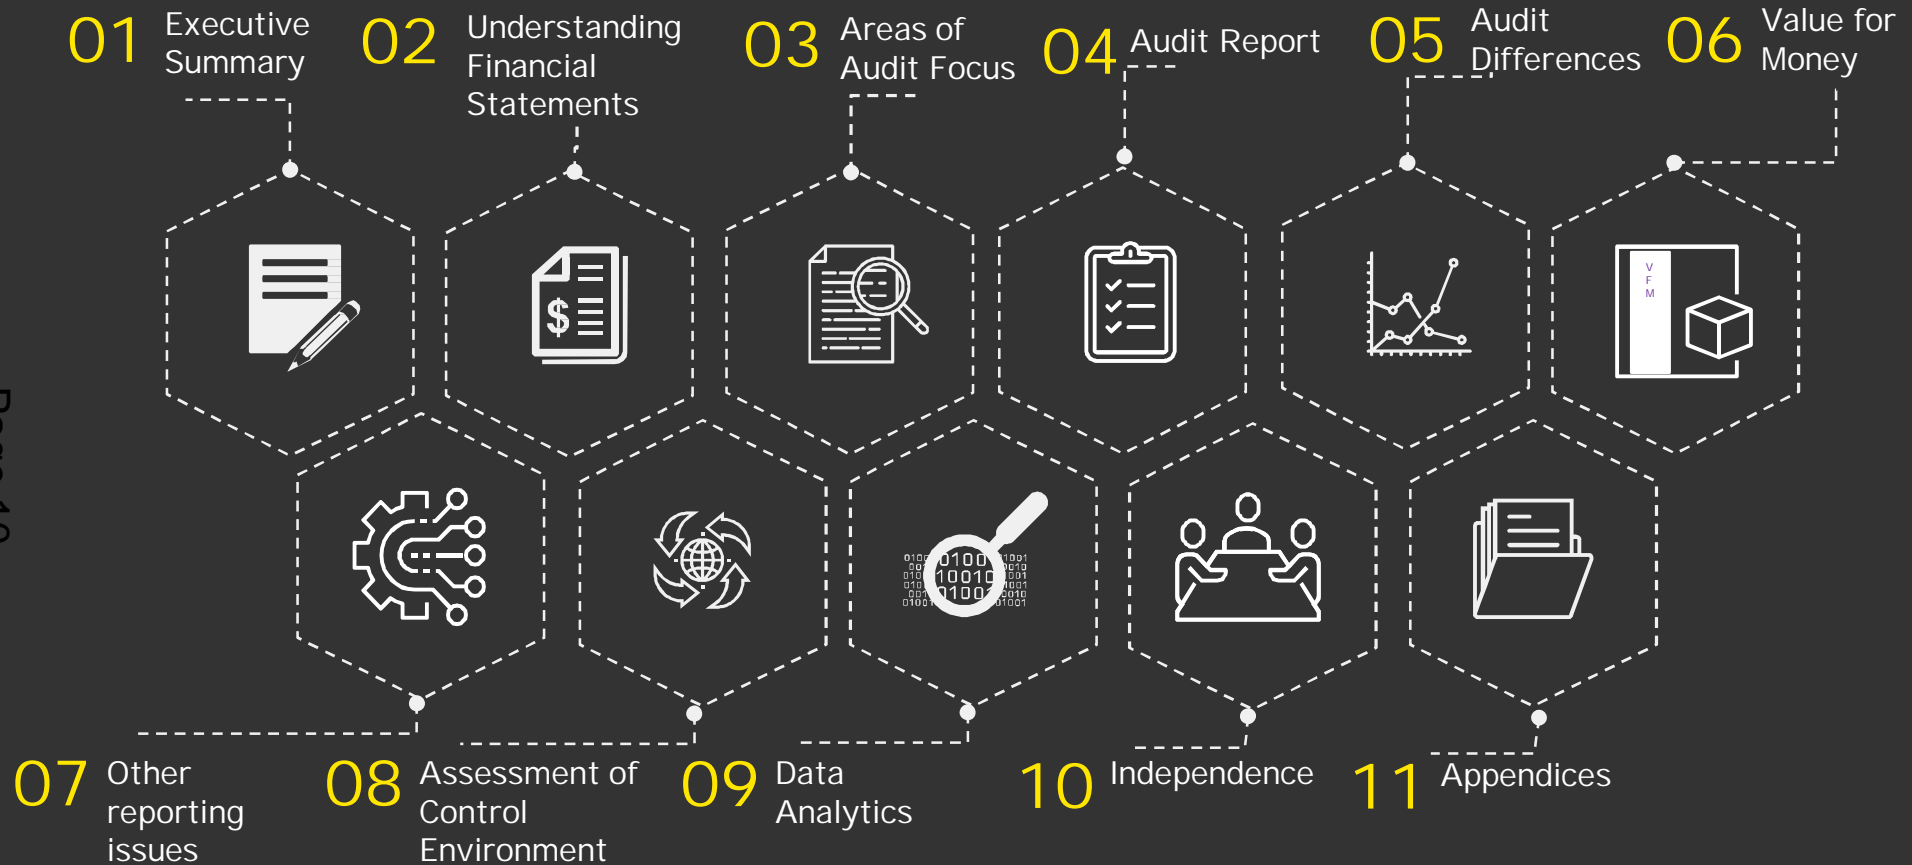 01 Executive
Summary
02 Understanding
Financial
Statements
03 Areas of
Audit Focus
04 Audit Report
05 Audit
Differences
06 Value for
Money
V
F
M
07 Other
reporting
issues
08 Assessment of
Control
Environment
09 Data
Analytics
10 Independence
11 Appendices